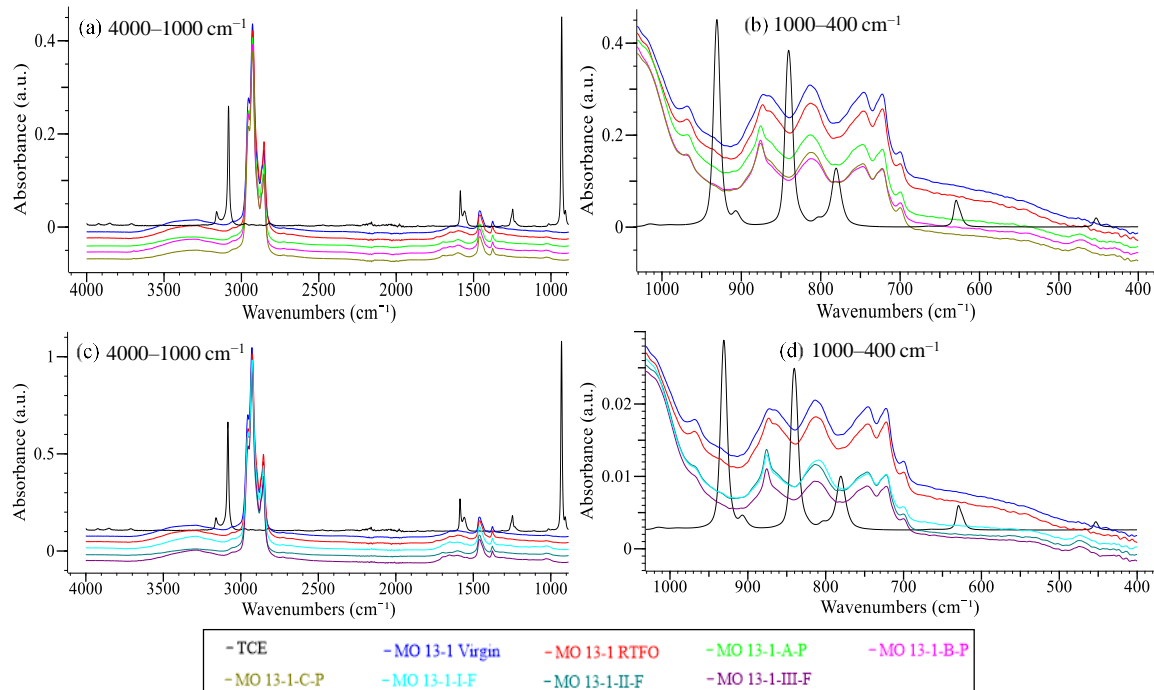 (a) 4000–1000 cm⁻¹
0.4
0.2
0
Absorbance (a.u.)
4000 3500 3000 2500 2000 1500 1000
Wavenumbers (cm⁻¹)
(b) 1000–400 cm⁻¹
0.4
0.2
0
Absorbance (a.u.)
1000 900 800 700 600 500 400
Wavenumbers (cm⁻¹)
(c) 4000–1000 cm⁻¹
1
0.5
0
Absorbance (a.u.)
4000 3500 3000 2500 2000 1500 1000
Wavenumbers (cm⁻¹)
(d) 1000–400 cm⁻¹
0.02
0.01
0
Absorbance (a.u.)
1000 900 800 700 600 500 400
Wavenumbers (cm⁻¹)
– TCE – MO 13-1 Virgin – MO 13-1 RTFO – MO 13-1-A-P – MO 13-1-B-P
– MO 13-1-C-P – MO 13-1-I-F – MO 13-1-II-F – MO 13-1-III-F